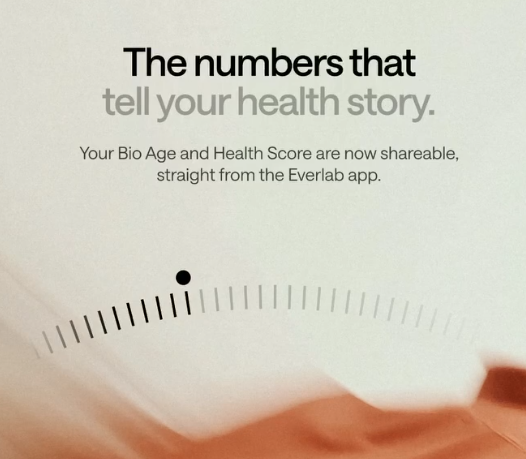 The numbers that
tell your health story.
Your Bio Age and Health Score are now shareable,
straight from the Everlab app.